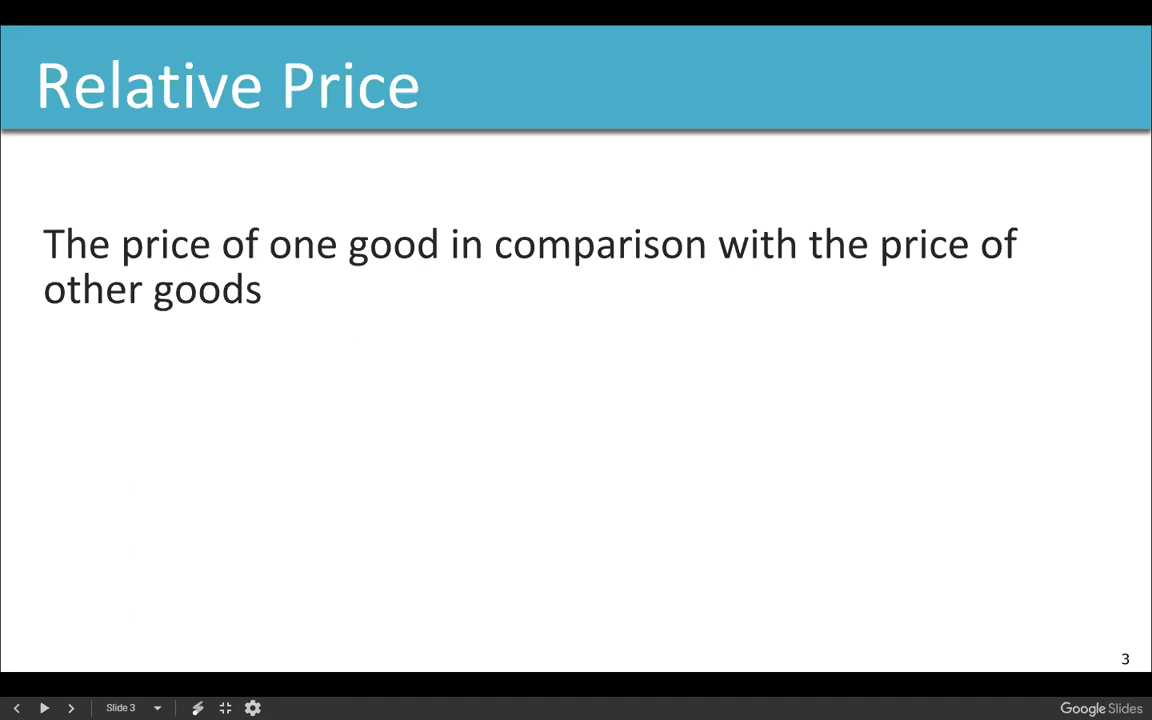 Relative Price
The price of one good in comparison with the price of
other goods
3
Slide 3
Google Slides